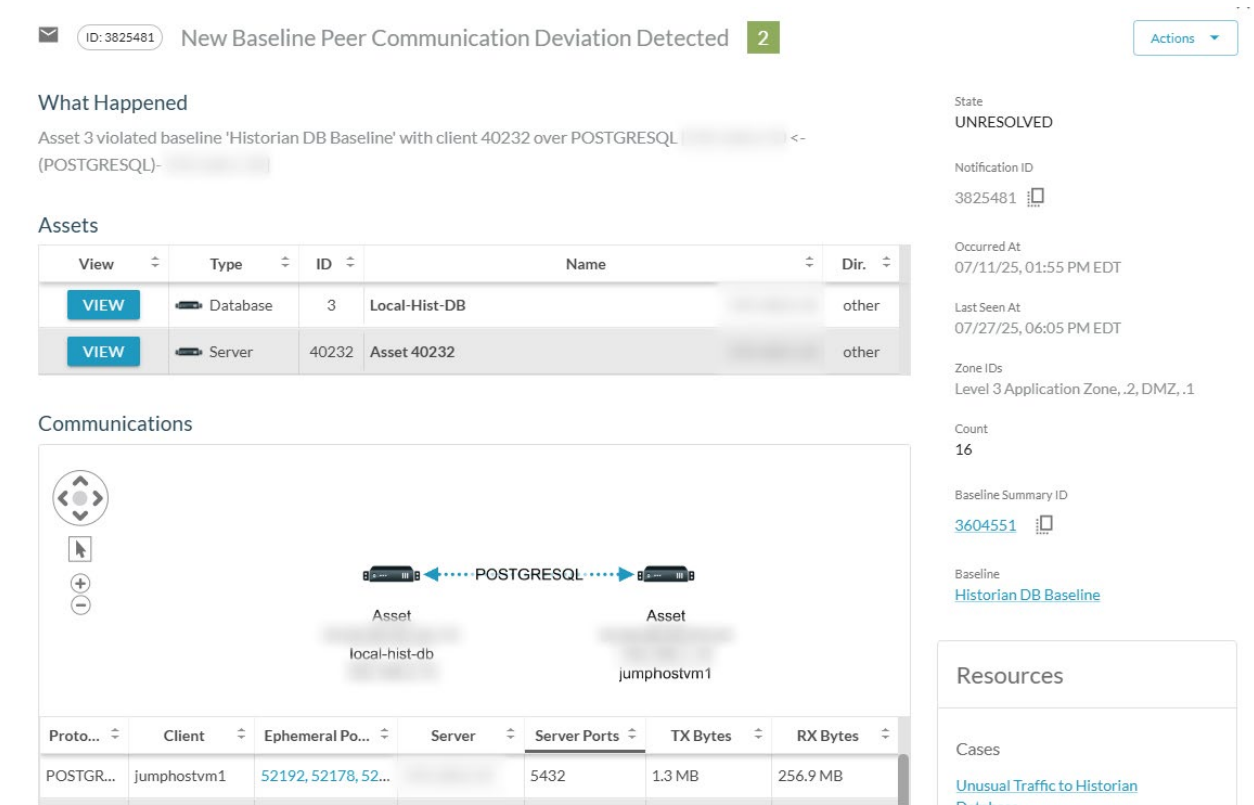 ID: 3825481 New Baseline Peer Communication Deviation Detected 2
Actions
What Happened
Asset 3 violated baseline 'Historian DB Baseline' with client 40232 over POSTGRESQL <-
(POSTGRESQL)-
Assets
View Type ID Name Dir.
VIEW Database 3 Local-Hist-DB other
VIEW Server 40232 Asset 40232 other
Communications
POSTGRESQL
Asset Asset
local-hist-db
jumphostvm1
Proto... Client Ephemeral Po... Server Server Ports TX Bytes RX Bytes
POSTGR... jumphostvm1 52192, 52178, 52... 5432 1.3 MB 256.9 MB
State
UNRESOLVED
Notification ID
3825481
Occurred At
07/11/25, 01:55 PM EDT
Last Seen At
07/27/25, 06:05 PM EDT
Zone IDs
Level 3 Application Zone, .2, DMZ, .1
Count
16
Baseline Summary ID
3604551
Baseline
Historian DB Baseline
Resources
Cases
Unusual Traffic to Historian